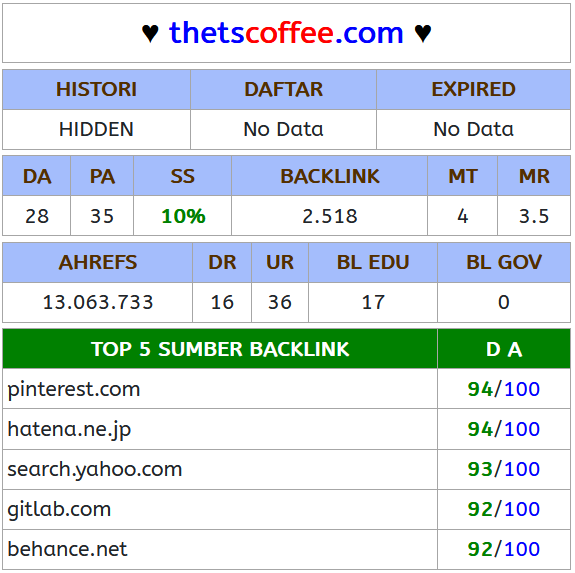 ♥ thetscoffee.com ♥
HISTORI DAFTAR EXPIRED
HIDDEN No Data No Data
DA PA SS BACKLINK MT MR
28 35 10% 2.518 4 3.5
AHREFS DR UR BL EDU BL GOV
13.063.733 16 36 17 0
TOP 5 SUMBER BACKLINK D A
pinterest.com 94/100
hatena.ne.jp 94/100
search.yahoo.com 93/100
gitlab.com 92/100
behance.net 92/100